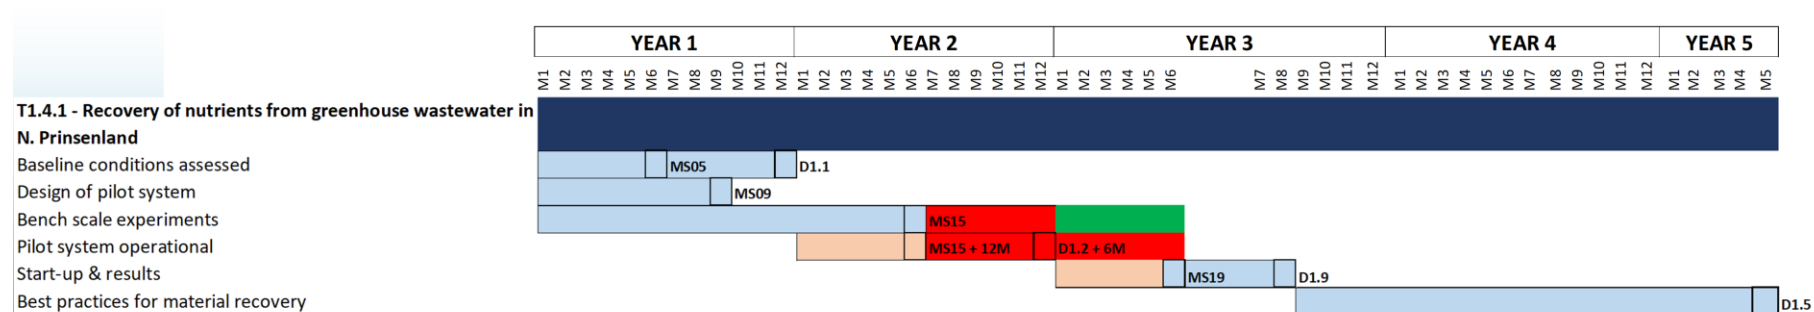 YEAR 1 YEAR 2 YEAR 3 YEAR 4 YEAR 5
M1 M2 M3 M4 M5 M6 M7 M8 M9 M10 M11 M12 M1 M2 M3 M4 M5 M6 M7 M8 M9 M10 M11 M12 M1 M2 M3 M4 M5 M6 M7 M8 M9 M10 M11 M12 M1 M2 M3 M4 M5 M6 M7 M8 M9 M10 M11 M12 M1 M2 M3 M4 M5
T1.4.1 - Recovery of nutrients from greenhouse wastewater in
N. Prinsenland
Baseline conditions assessed MS05 D1.1
Design of pilot system MS09
Bench scale experiments MS15
Pilot system operational MS15 + 12M D1.2 + 6M
Start-up & results MS19 D1.9
Best practices for material recovery D1.5